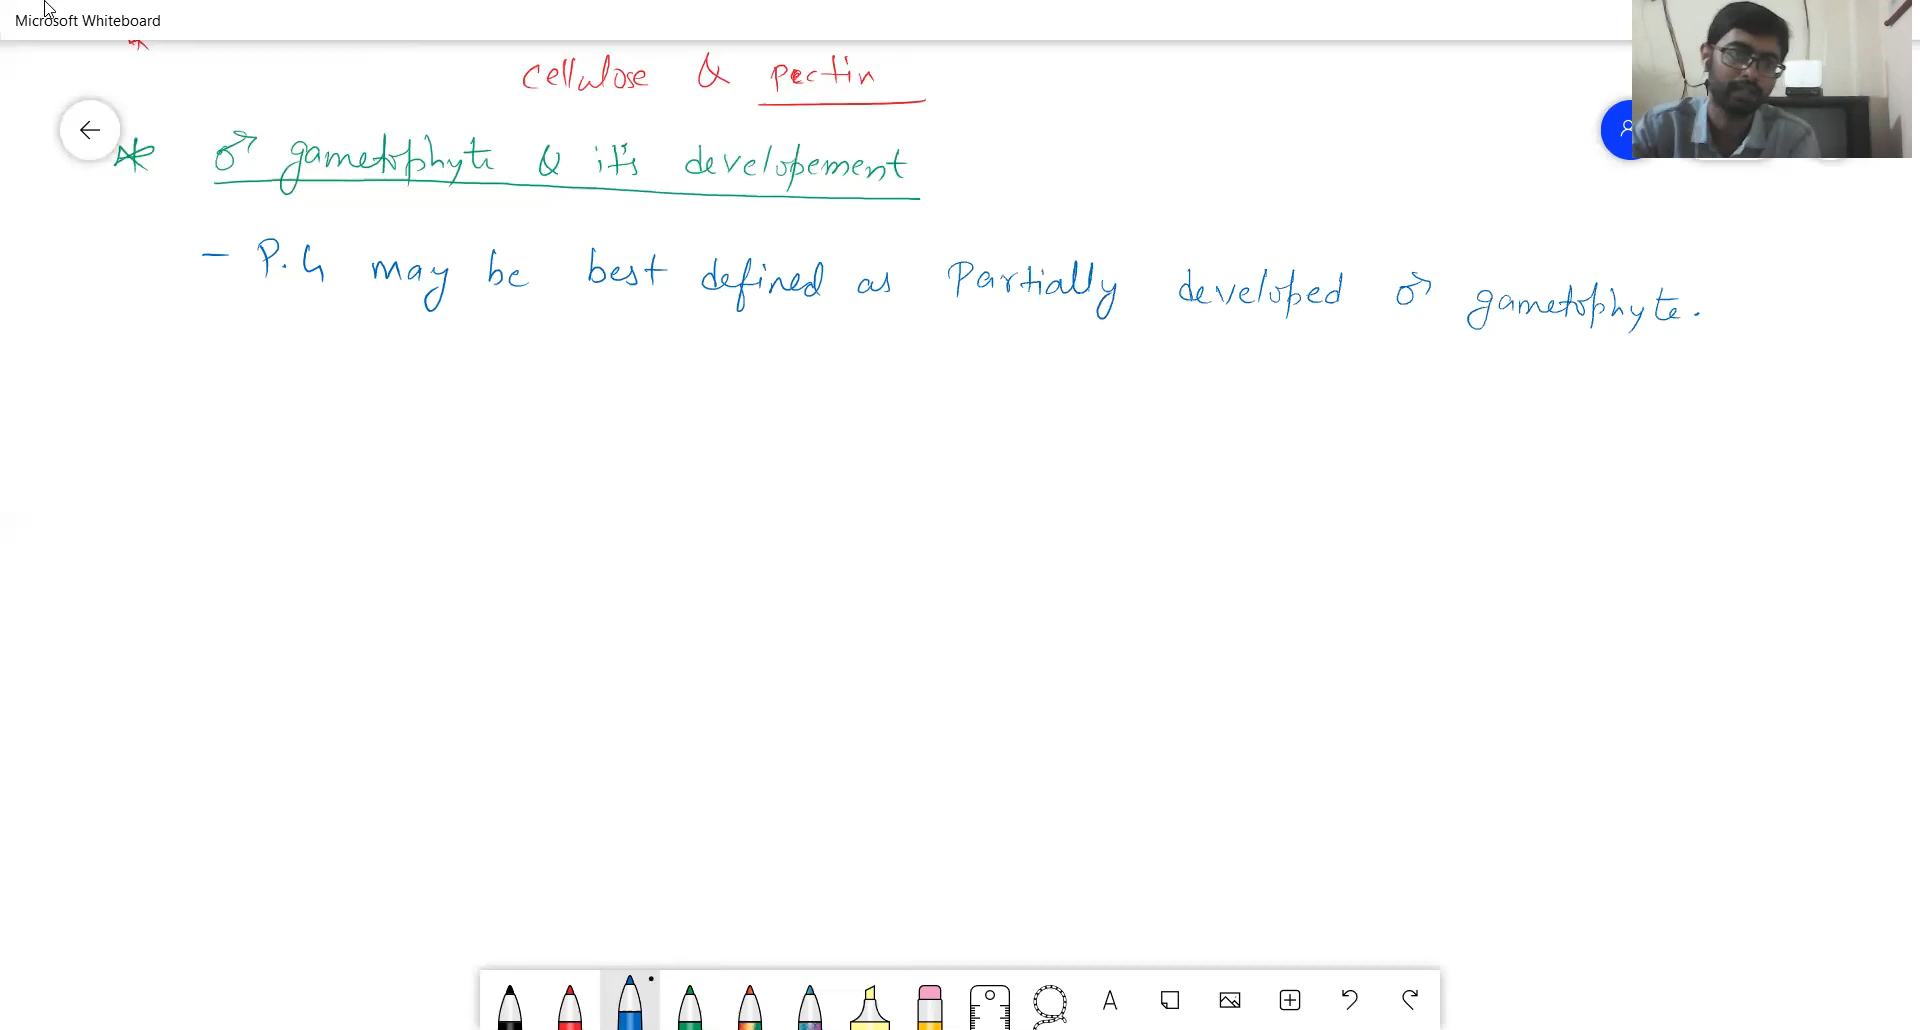 Microsoft Whiteboard
cellulose & pectin
* ♂ gametophyte & it's developement
- P.G may be best defined as Partially developed ♂ gametophyte.